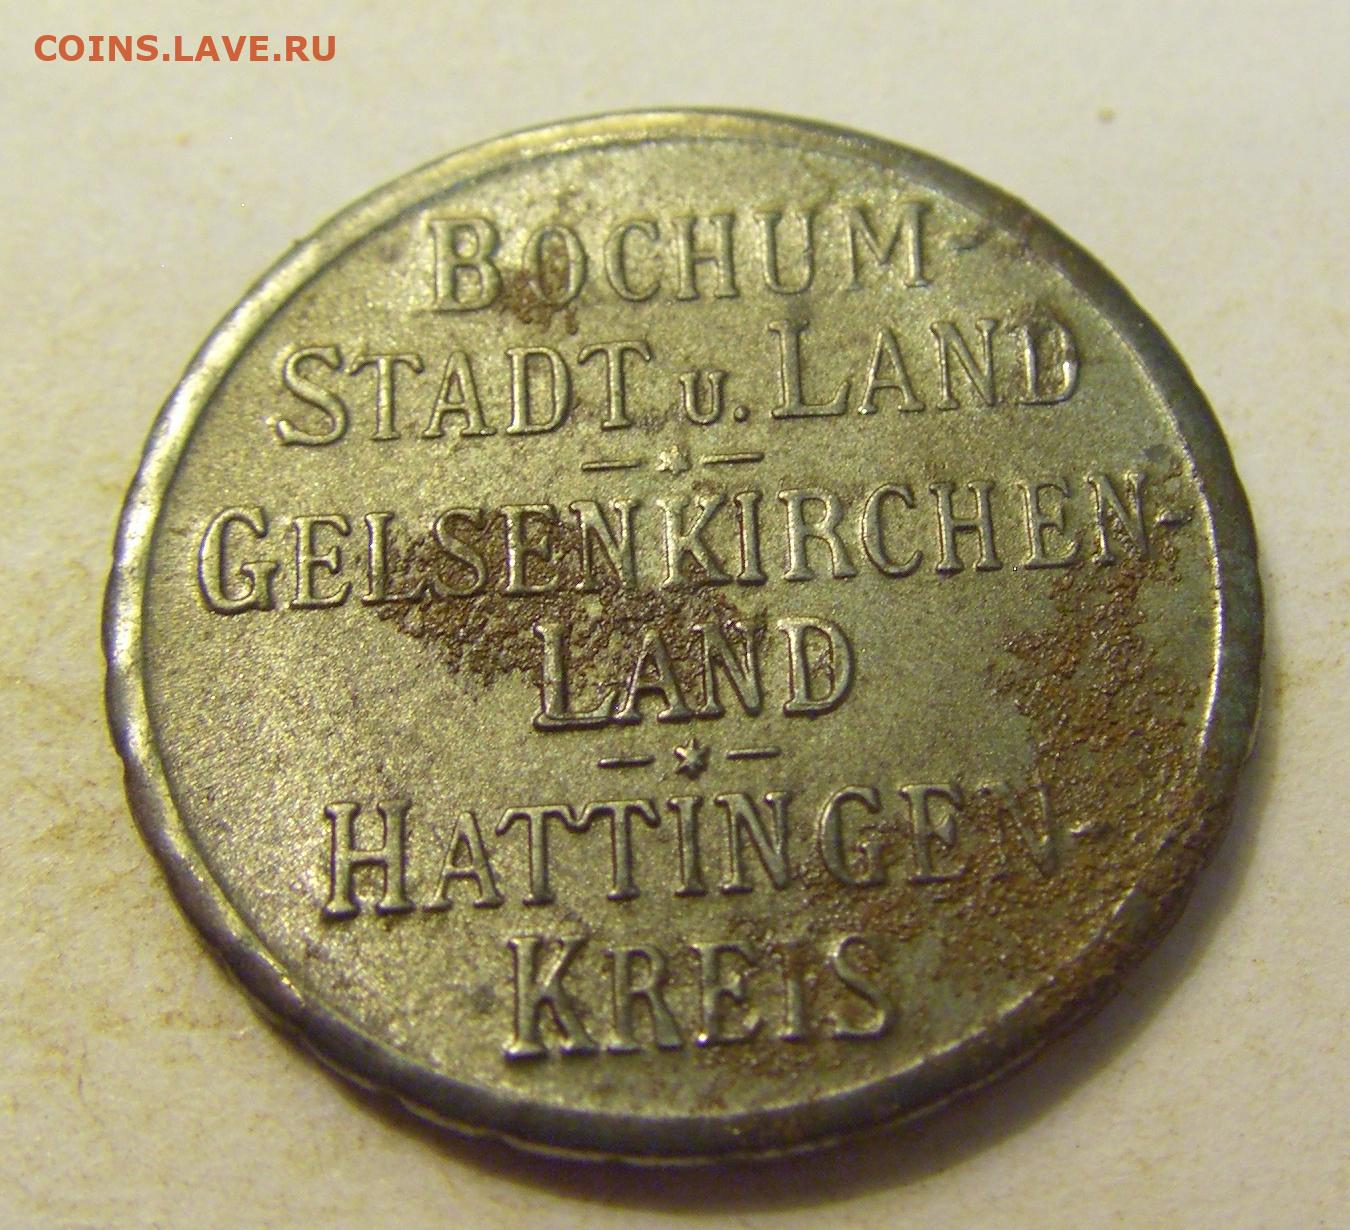 COINS.LAVE.RU
BOCHUM-
STADT U. LAND
GELSENKIRCHEN-
LAND
HATTINGEN-
KREIS